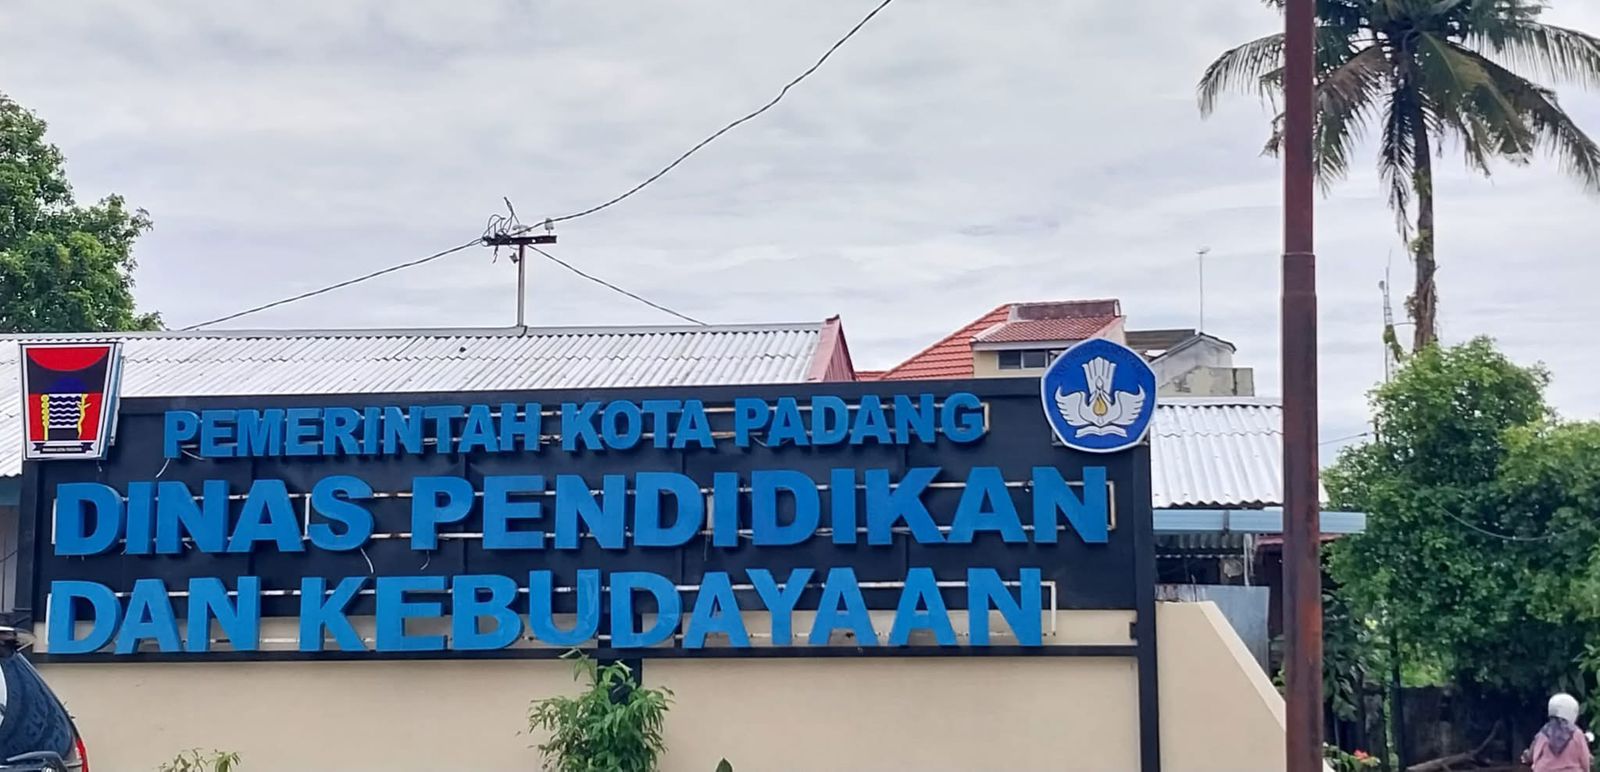 PEMERINTAH KOTA PADANG
DINAS PENDIDIKAN
DAN KEBUDAYAAN